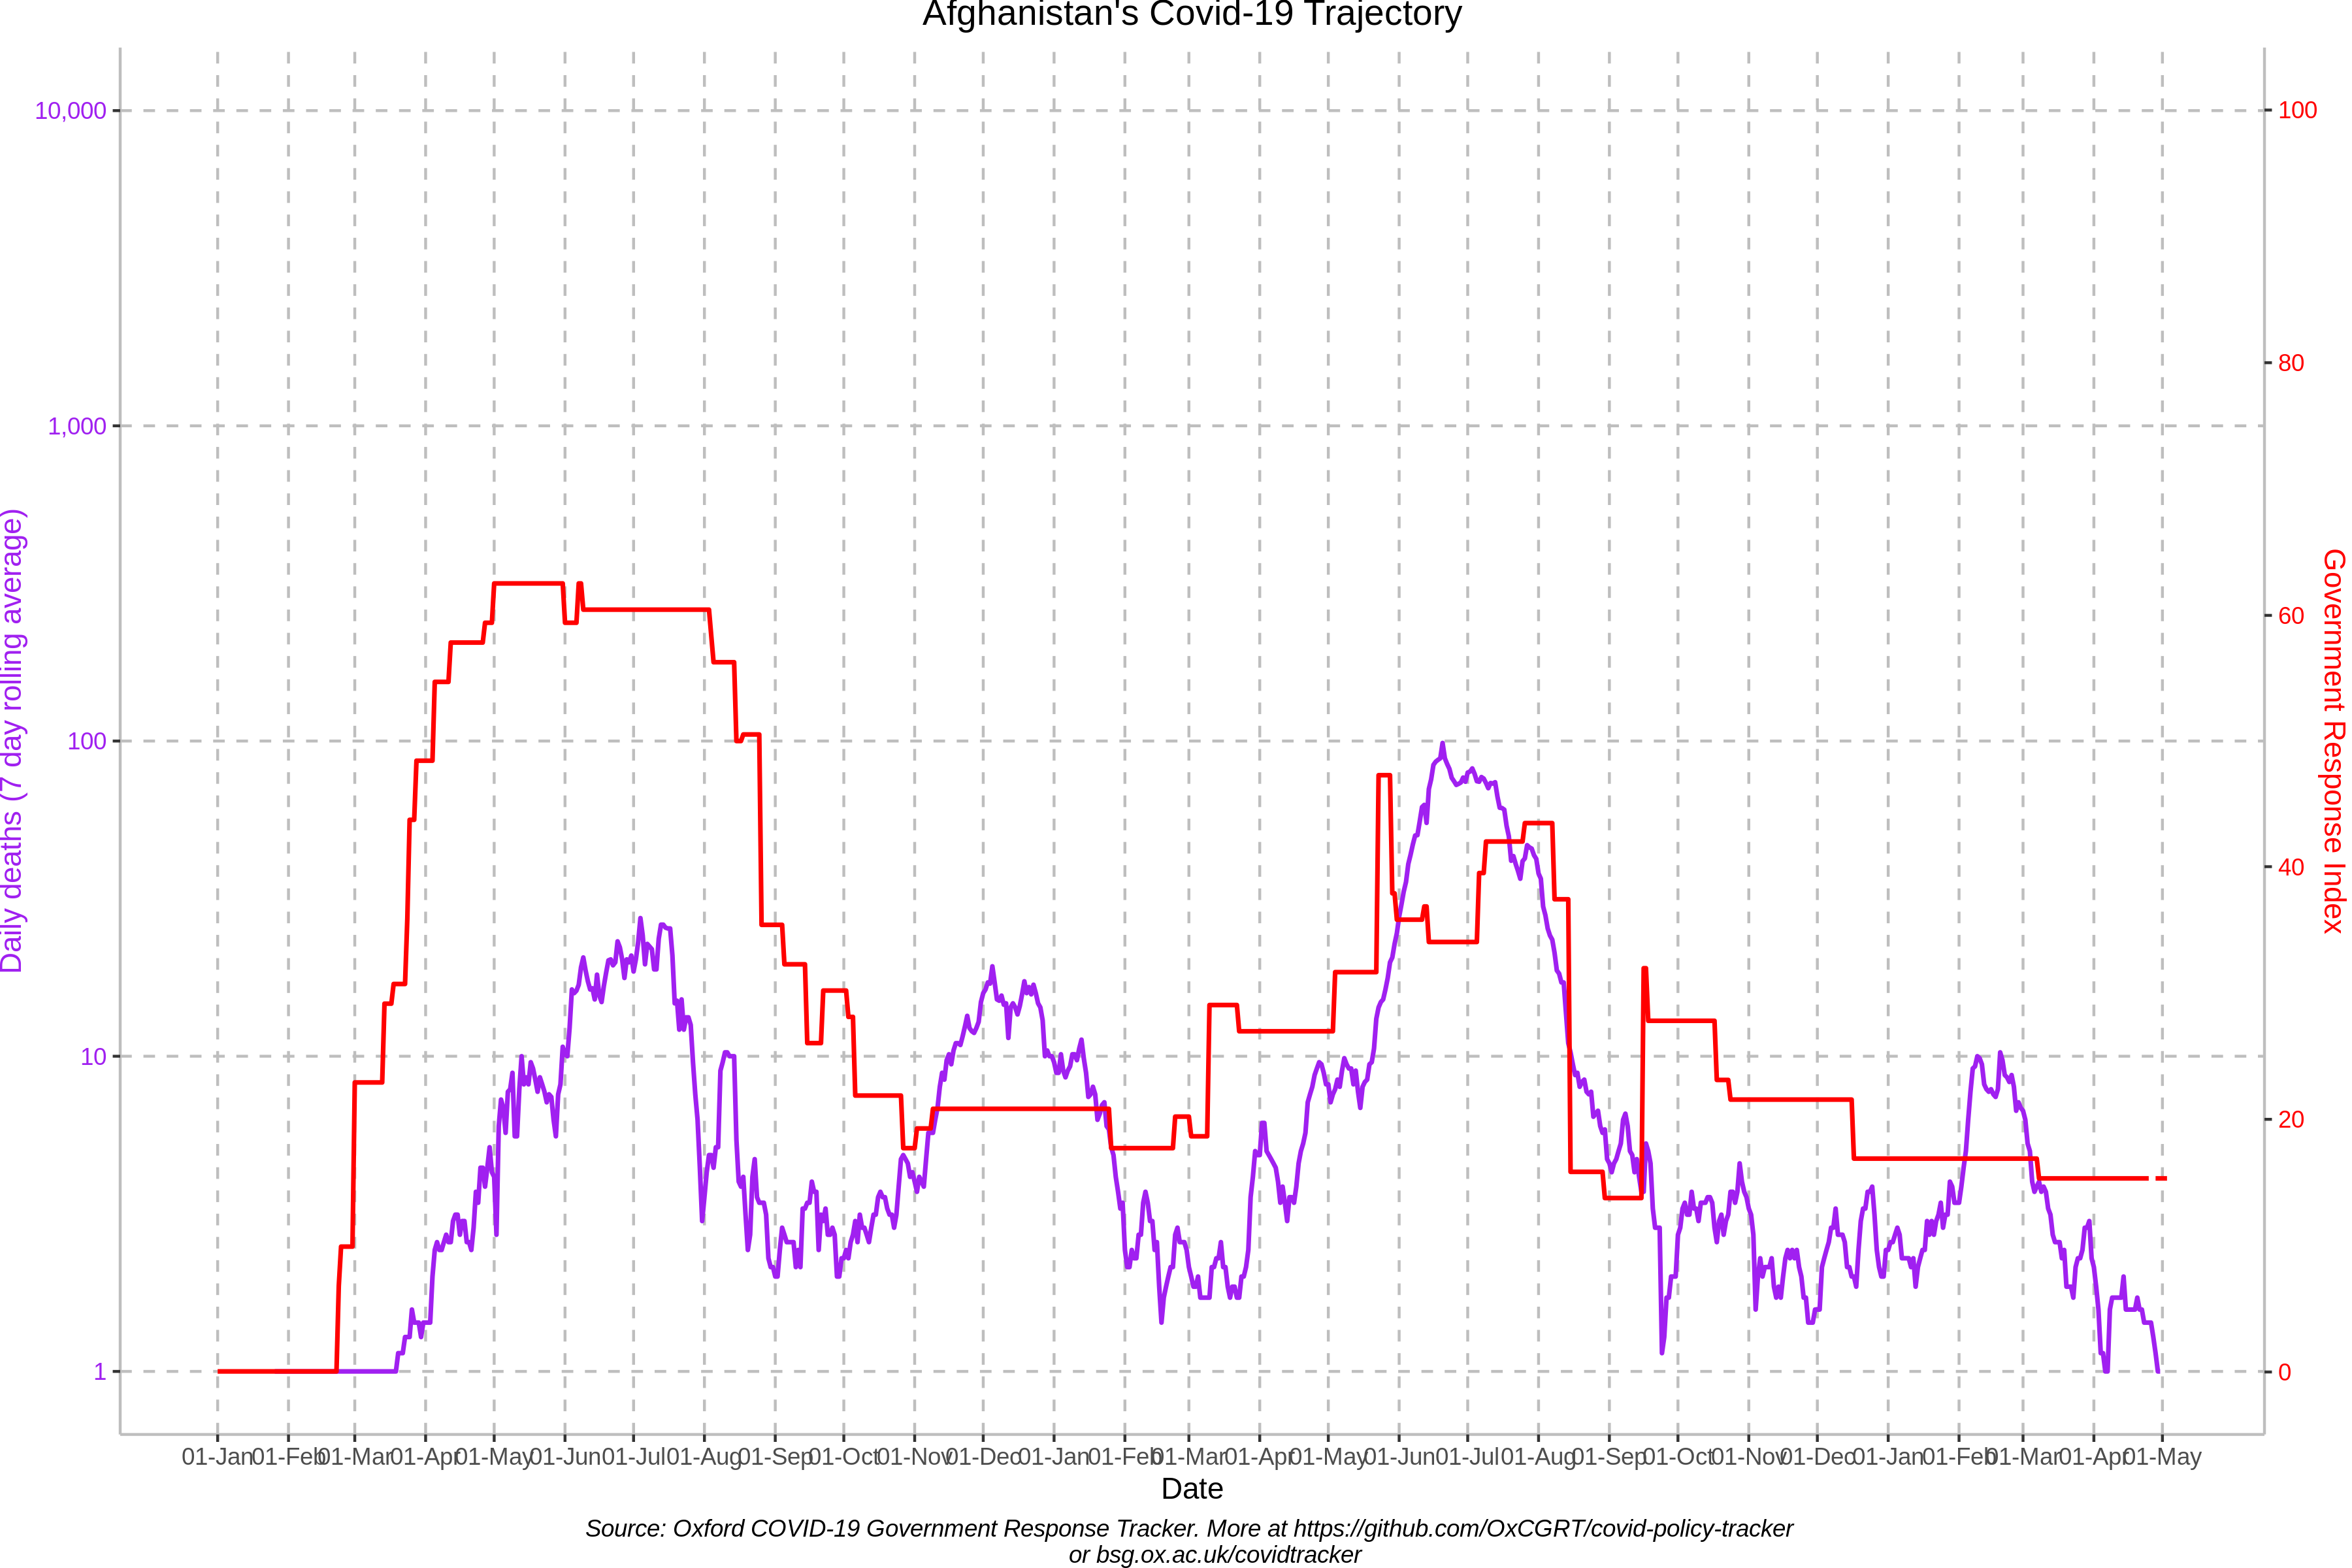 Afghanistan's Covid-19 Trajectory
10,000
1,000
100
10
1
Daily deaths (7 day rolling average)
100
80
60
40
20
0
Government Response Index
01-Jan 01-Feb 01-Mar 01-Apr 01-May 01-Jun 01-Jul 01-Aug 01-Sep 01-Oct 01-Nov 01-Dec 01-Jan 01-Feb 01-Mar 01-Apr 01-May 01-Jun 01-Jul 01-Aug 01-Sep 01-Oct 01-Nov 01-Dec 01-Jan 01-Feb 01-Mar 01-Apr 01-May
Date
Source: Oxford COVID-19 Government Response Tracker. More at https://github.com/OxCGRT/covid-policy-tracker
or bsg.ox.ac.uk/covidtracker